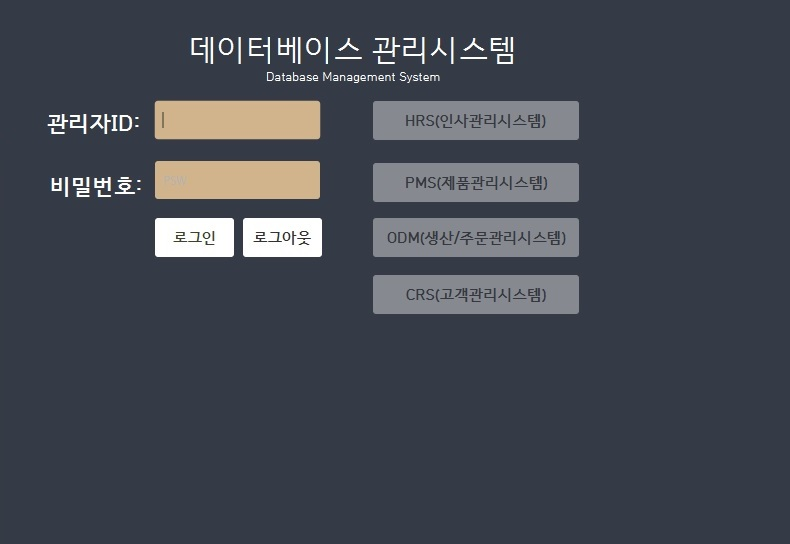 데이터베이스 관리시스템
Database Management System
관리자ID:
HRS(인사관리시스템)
비밀번호:
PMS(제품관리시스템)
로그인
로그아웃
ODM(생산/주문관리시스템)
CRS(고객관리시스템)